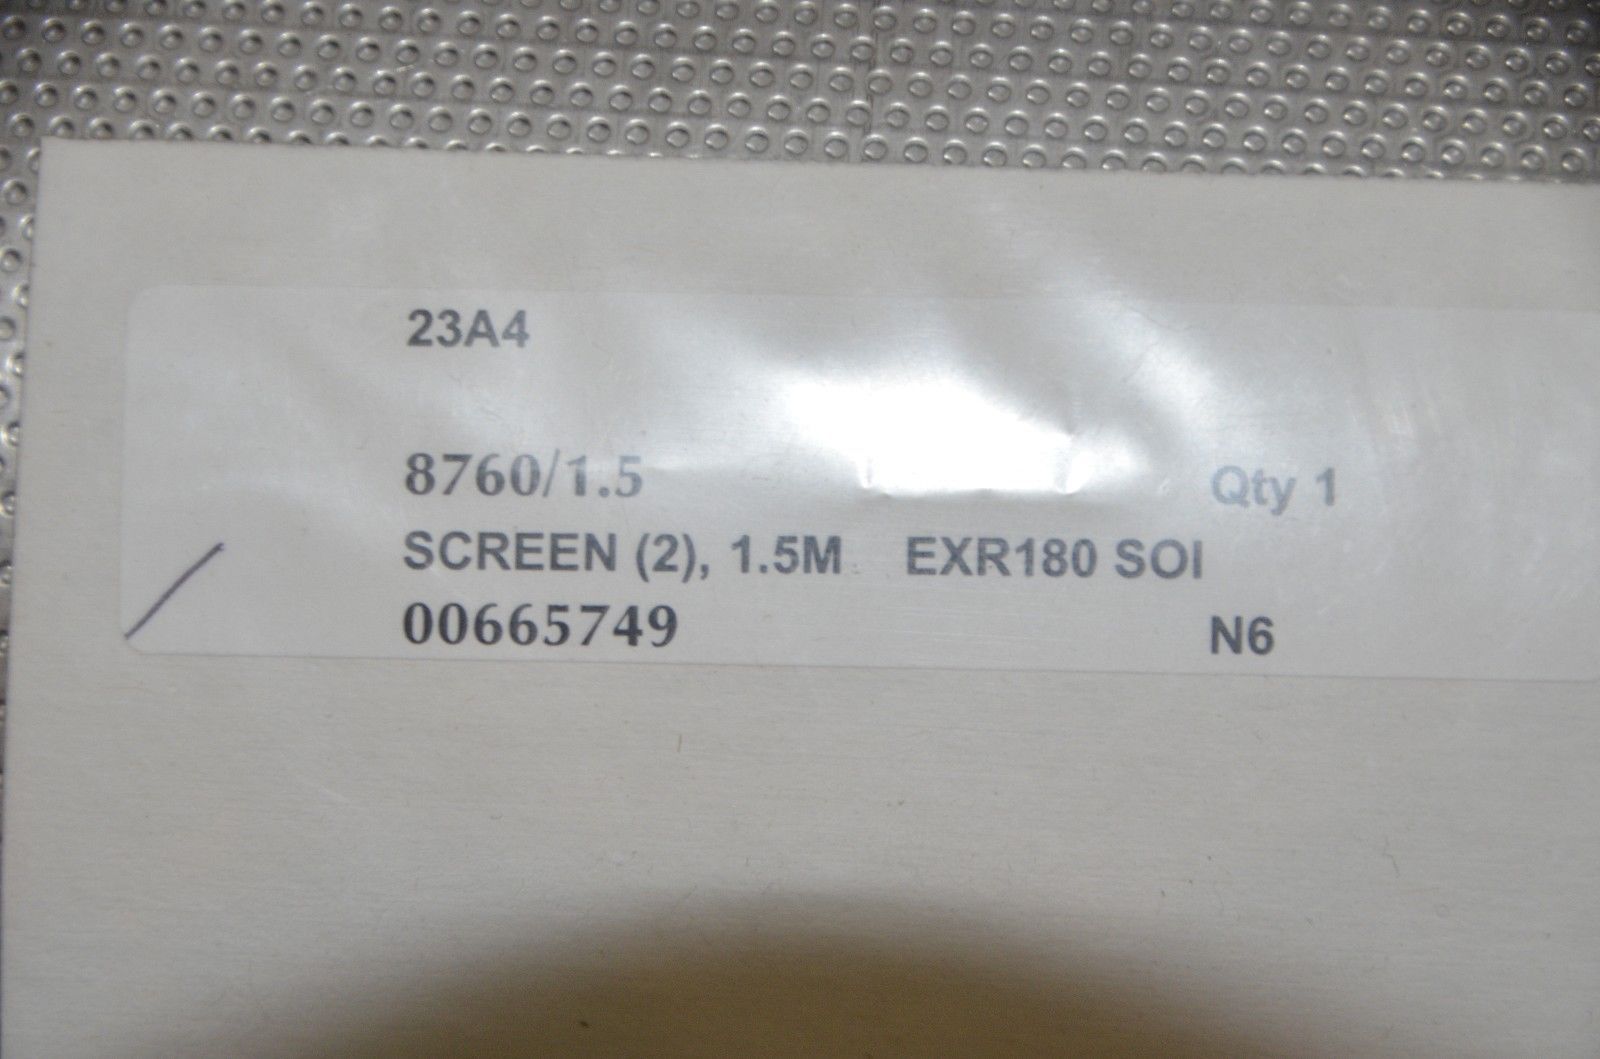 23A4
8760/1.5 Qty 1
SCREEN (2), 1.5M EXR180 SOI
00665749 N6